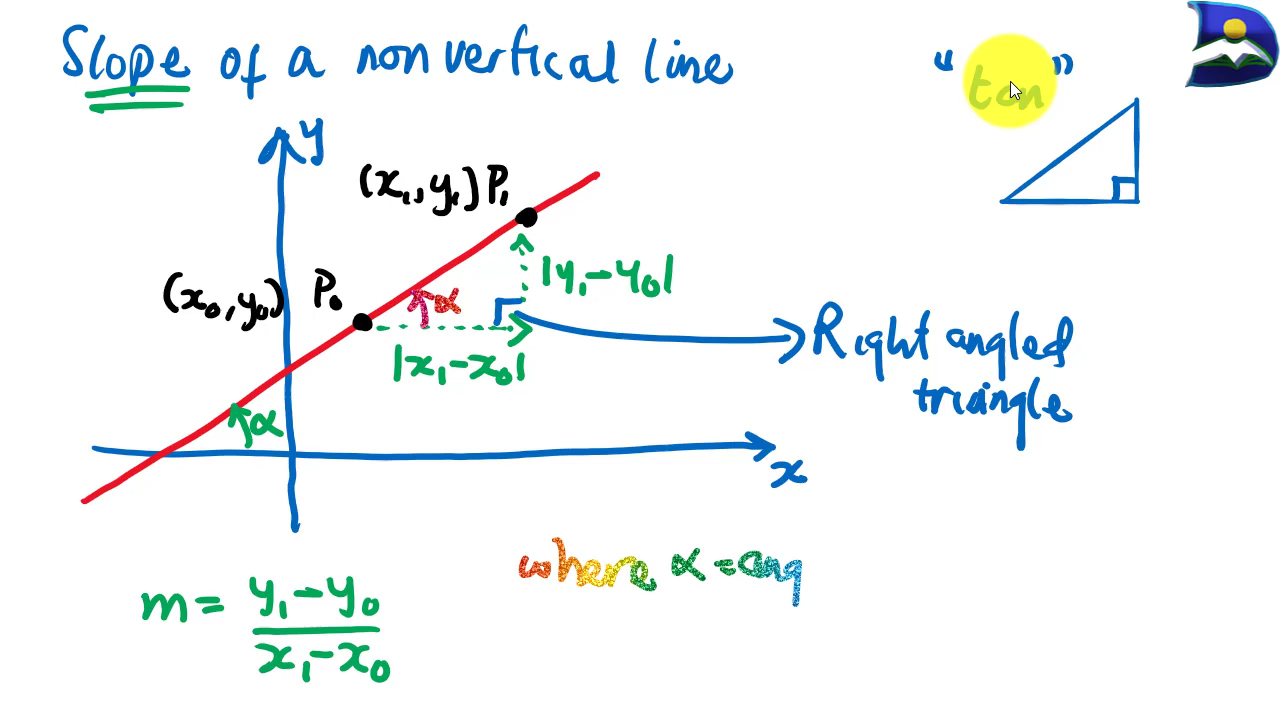 Slope of a nonvertical line
" tan "
y
(x₁, y₁) P₁
|y₁ - y₀|
(x₀, y₀) P₀
α
|x₁ - x₀|
Right angled
triangle
α
x
where α = ang
m = y₁ - y₀
x₁ - x₀